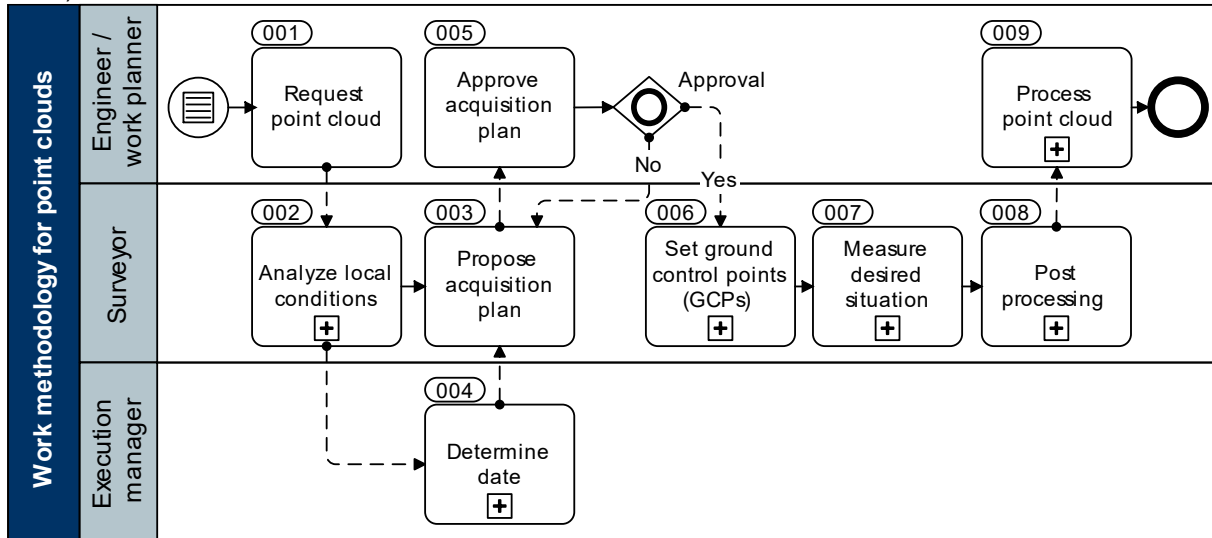 Work methodology for point clouds
Engineer /
work planner
001
Request
point cloud
005
Approve
acquisition
plan
Approval
No
Yes
009
Process
point cloud
Surveyor
002
Analyze local
conditions
003
Propose
acquisition
plan
006
Set ground
control points
(GCPs)
007
Measure
desired
situation
008
Post
processing
Execution
manager
004
Determine
date